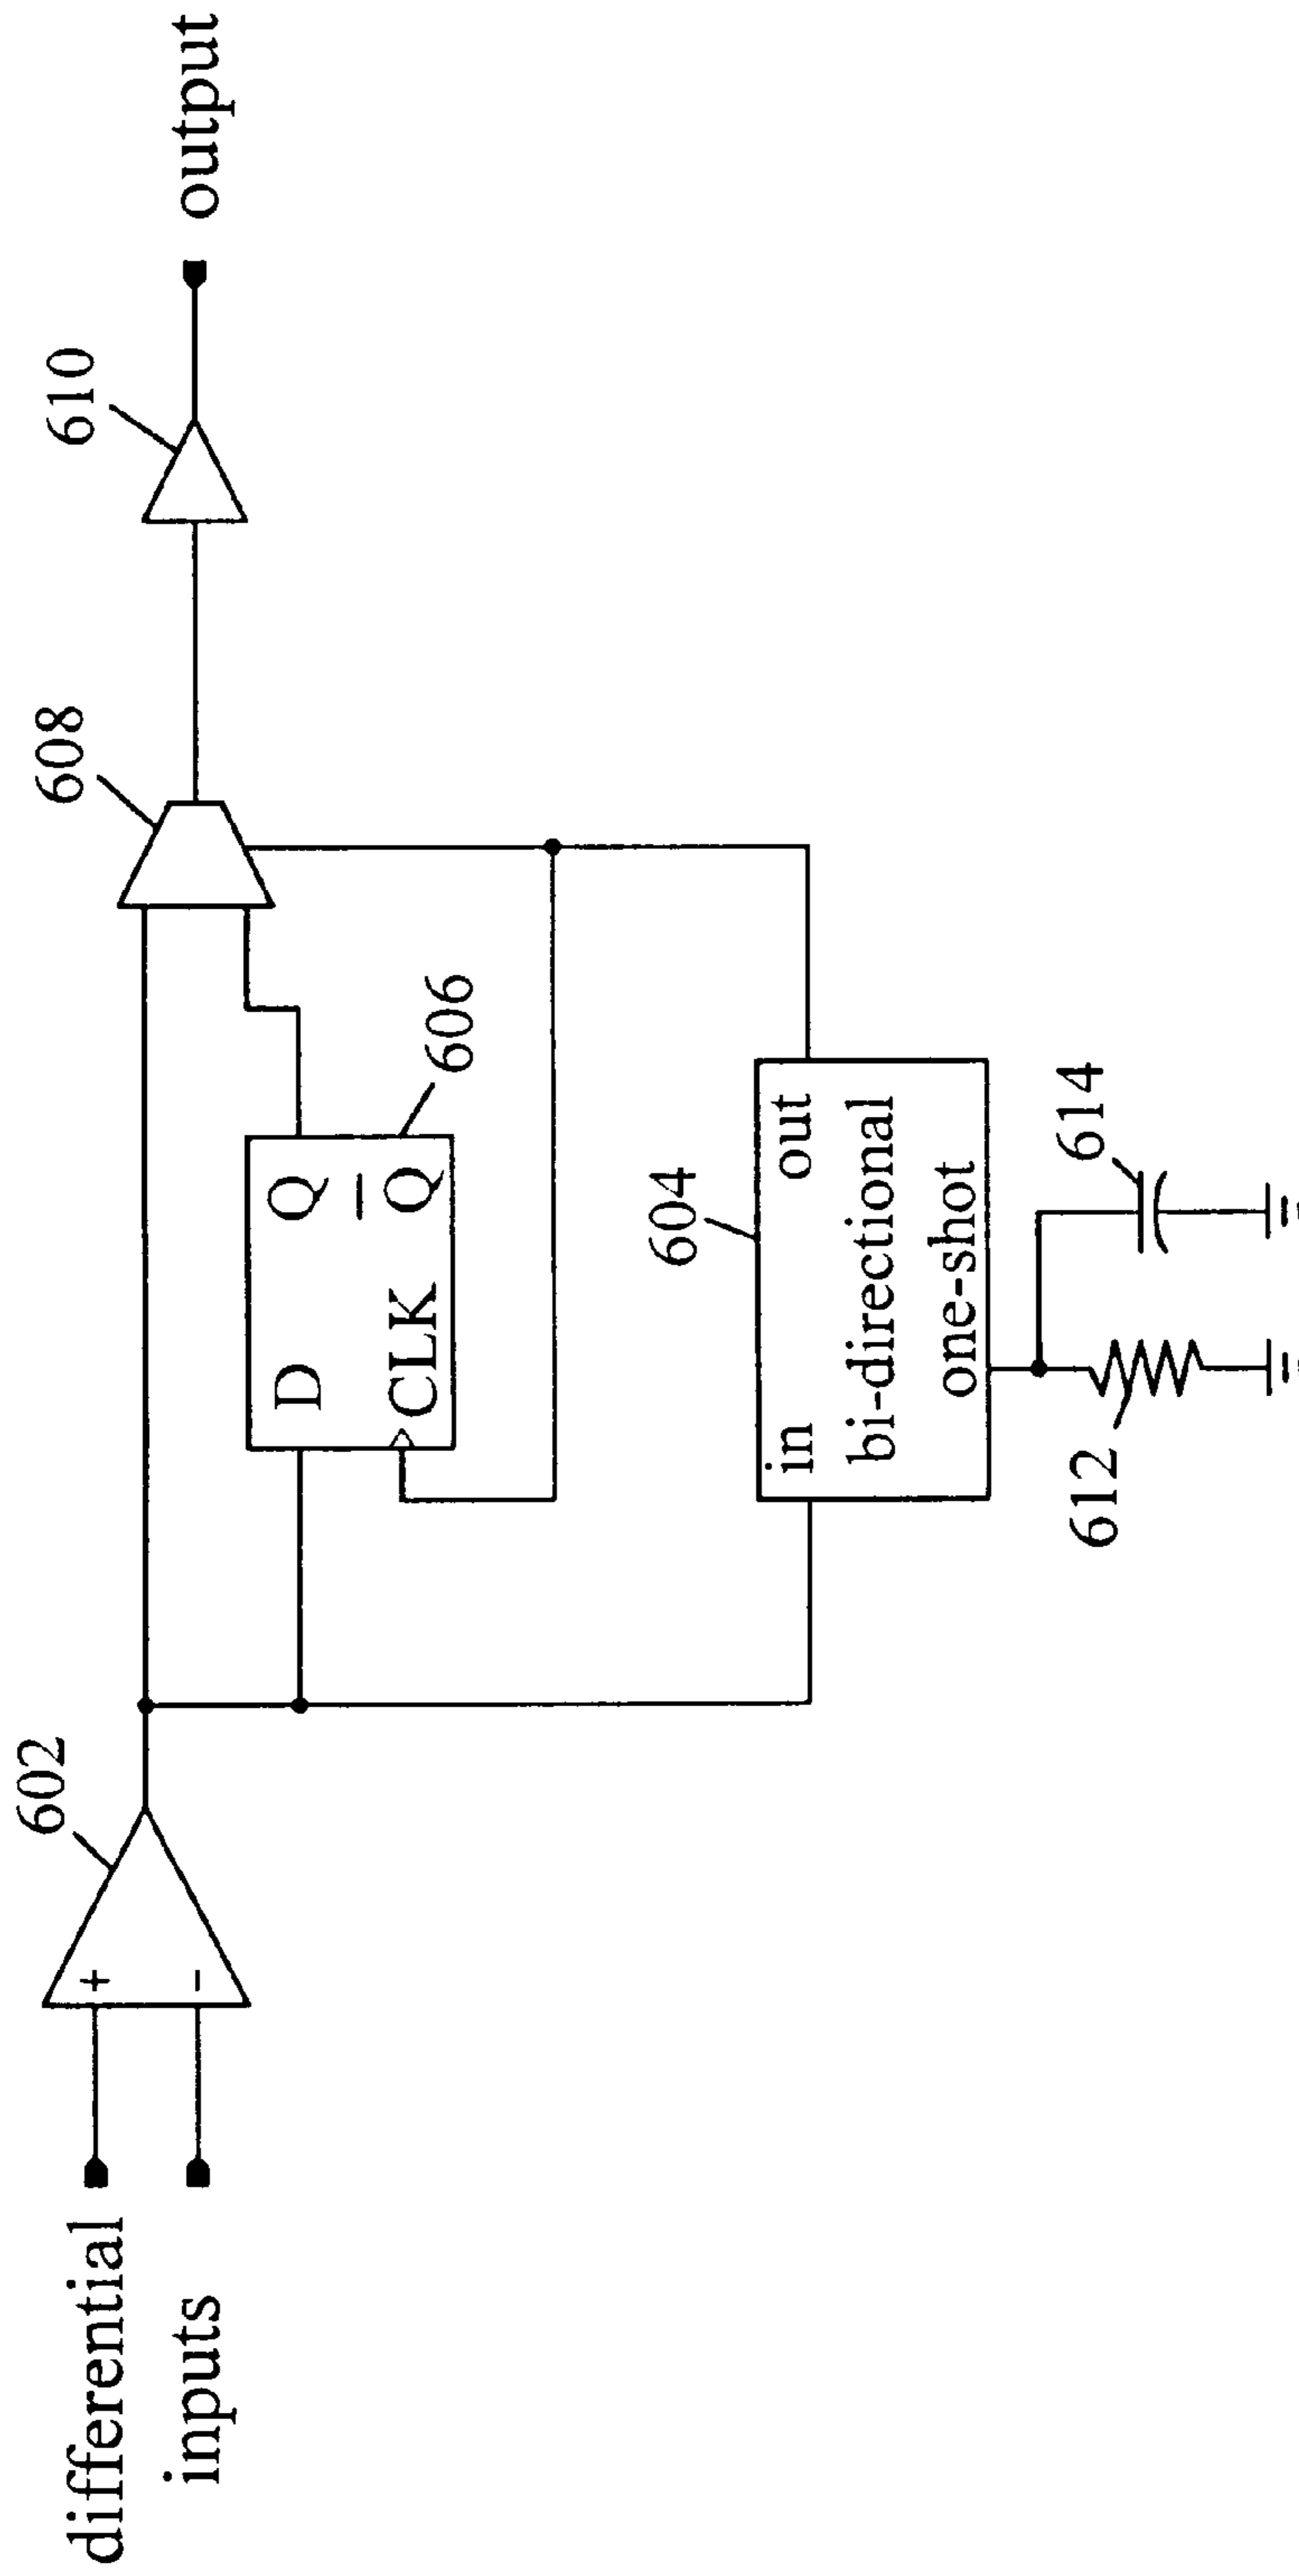 differential
inputs
+
-
602
D
Q
Q
CLK
606
608
610
output
604
in
out
bi-directional
one-shot
612
614